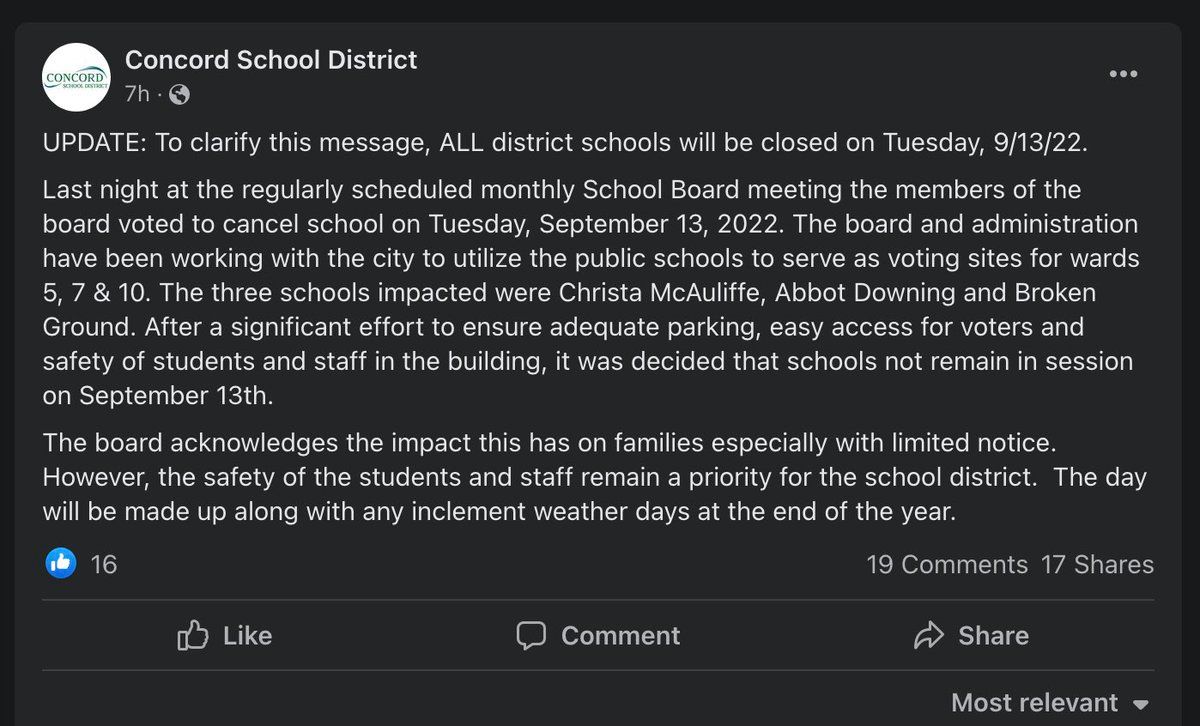 CONCORD
SCHOOL DISTRICT
Concord School District
7h ·
UPDATE: To clarify this message, ALL district schools will be closed on Tuesday, 9/13/22.
Last night at the regularly scheduled monthly School Board meeting the members of the
board voted to cancel school on Tuesday, September 13, 2022. The board and administration
have been working with the city to utilize the public schools to serve as voting sites for wards
5, 7 & 10. The three schools impacted were Christa McAuliffe, Abbot Downing and Broken
Ground. After a significant effort to ensure adequate parking, easy access for voters and
safety of students and staff in the building, it was decided that schools not remain in session
on September 13th.
The board acknowledges the impact this has on families especially with limited notice.
However, the safety of the students and staff remain a priority for the school district.  The day
will be made up along with any inclement weather days at the end of the year.
16 19 Comments 17 Shares
Like Comment Share
Most relevant